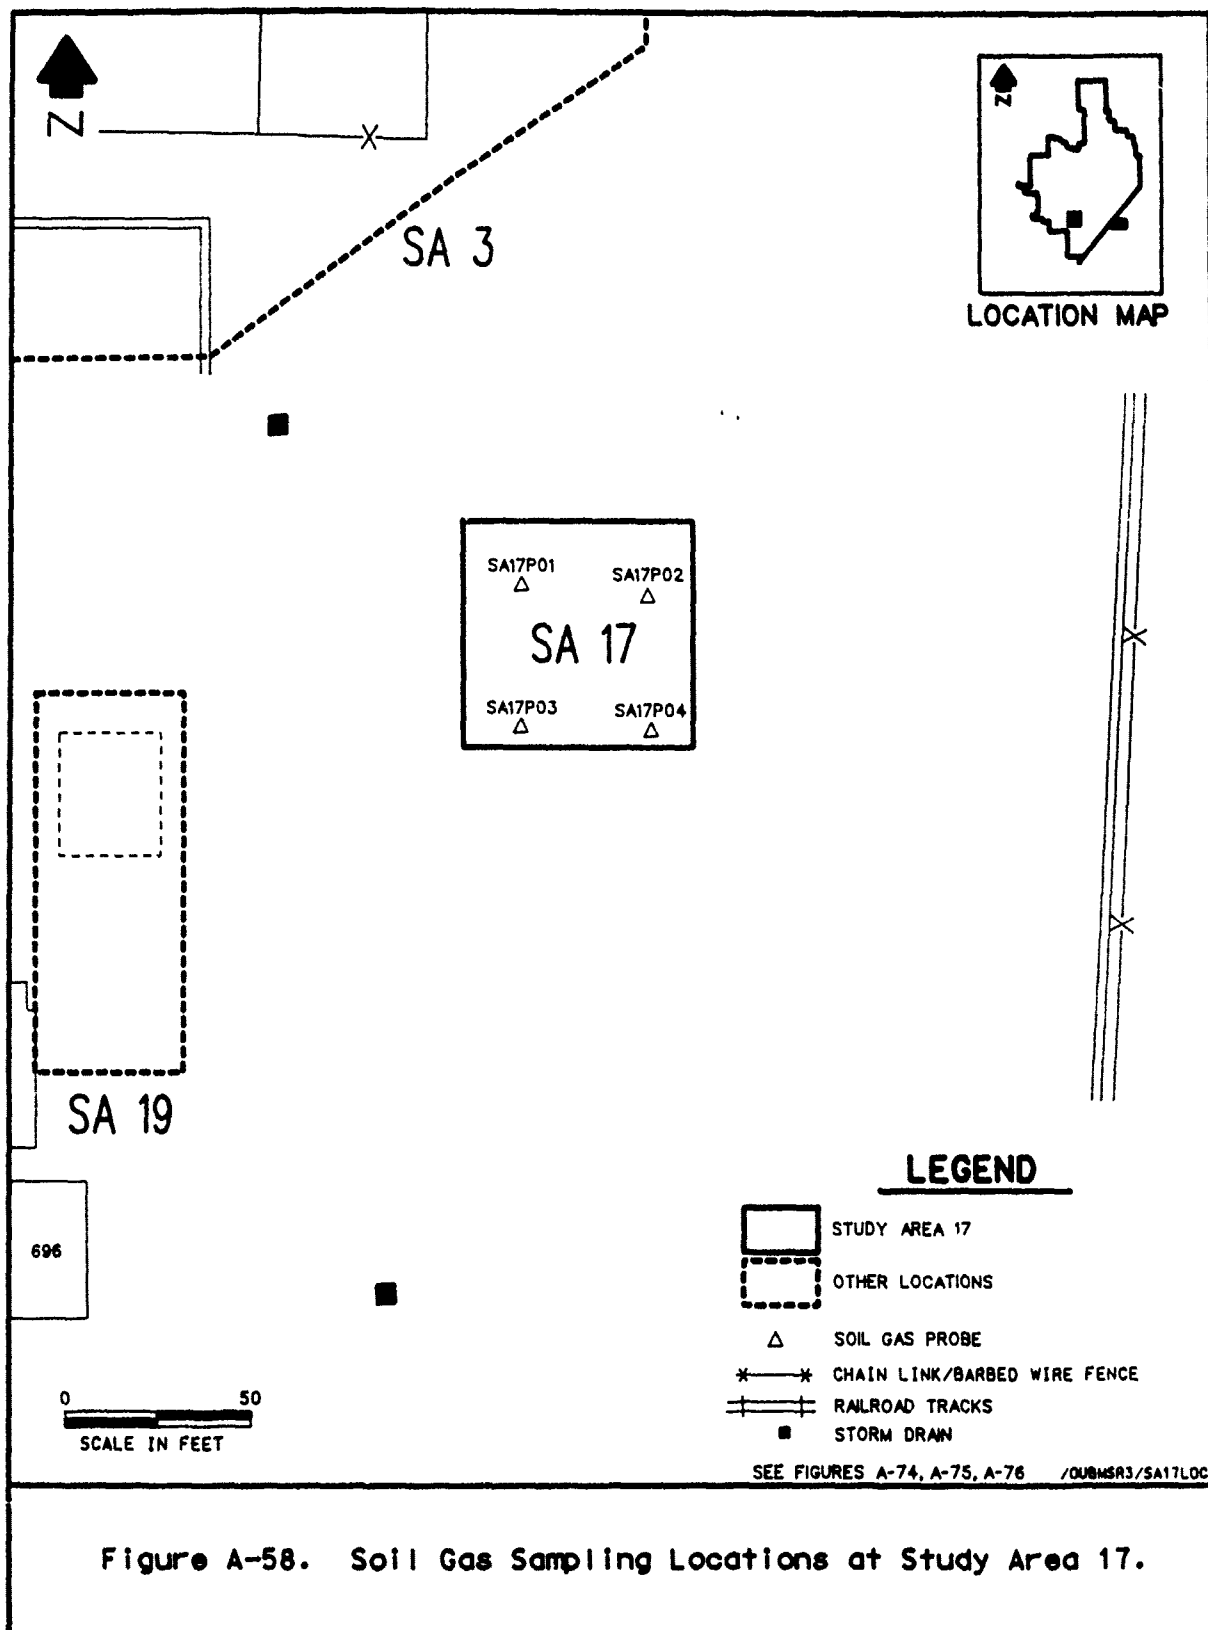 N
N
SA 3
LOCATION MAP
SA17P01
SA17P02
SA 17
SA17P03
SA17P04
SA 19
696
LEGEND
STUDY AREA 17
OTHER LOCATIONS
SOIL GAS PROBE
CHAIN LINK/BARBED WIRE FENCE
RAILROAD TRACKS
STORM DRAIN
0 50
SCALE IN FEET
SEE FIGURES A-74, A-75, A-76 /OUBMSR3/SA17LOC
Figure A-58. Soil Gas Sampling Locations at Study Area 17.